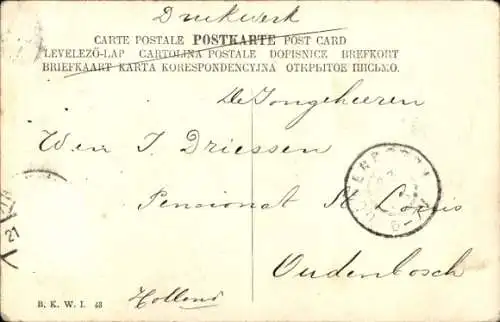 Drukwerk
CARTE POSTALE POSTKARTE POST CARD
LEVELEZŐ-LAP CARTOLINA POSTALE DOPISNICE BREFKORT
BRIEFKAART KARTA KORESPONDENCYJNA ОТКРЫТОЕ ПИСЬМО.
De Jongeheeren
W en J. Driessen
Pensionat St Louis
Oudenbosch
Holland
B. K. W. I. 43